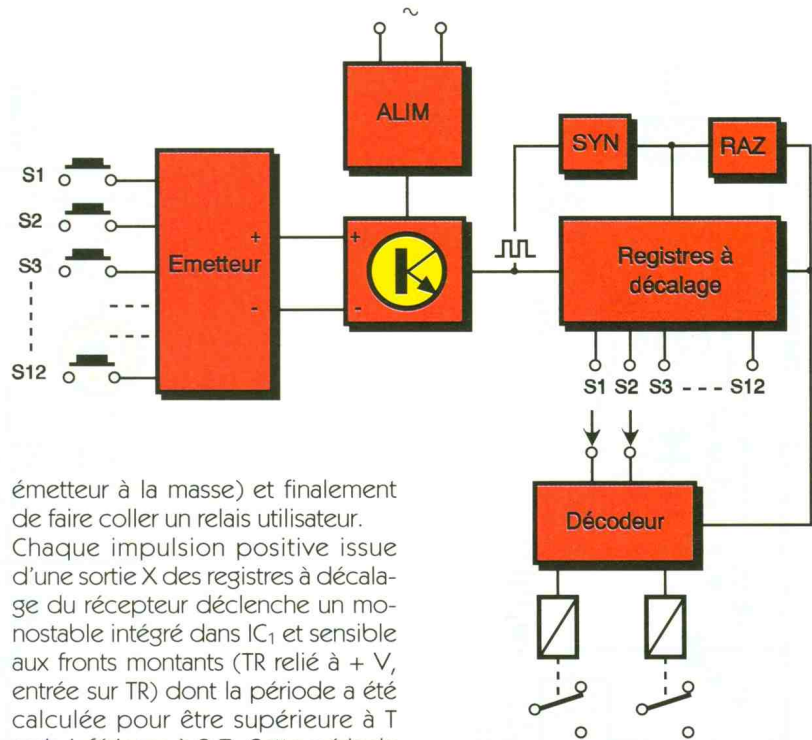 ~
ALIM
SYN
RAZ
S1
S2
S3
S12
Emetteur
+
-
+
-
Registres à
décalage
S1 S2 S3 ---- S12
Décodeur
émetteur à la masse) et finalement
de faire coller un relais utilisateur.
Chaque impulsion positive issue
d'une sortie X des registres à décala-
ge du récepteur déclenche un mo-
nostable intégré dans IC₁ et sensible
aux fronts montants (TR relié à + V,
entrée sur TR) dont la période a été
calculée pour être supérieure à T